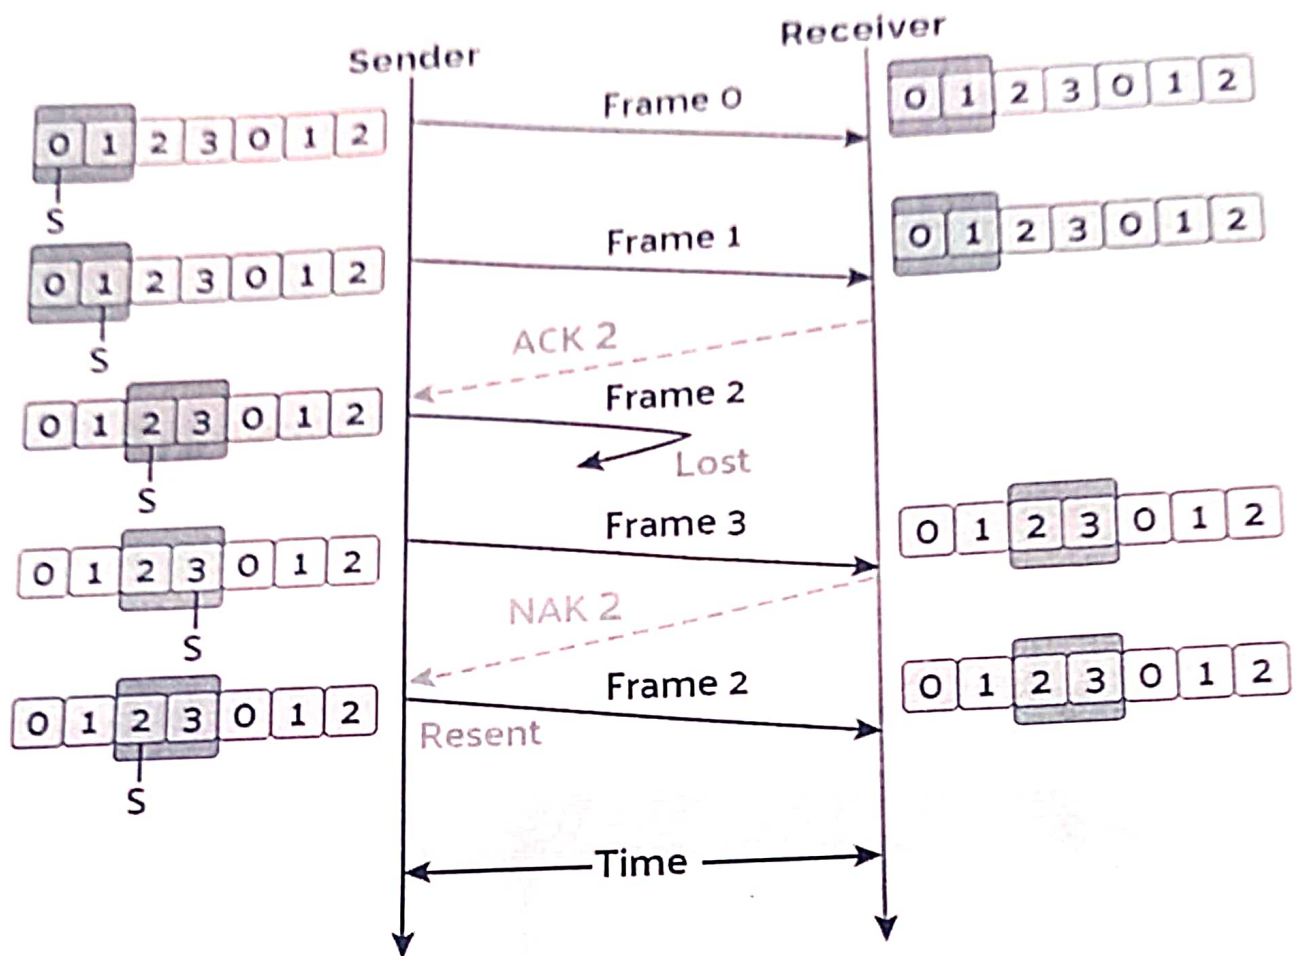 Sender
Receiver
0 1 2 3 0 1 2
S
Frame 0
0 1 2 3 0 1 2
0 1 2 3 0 1 2
S
Frame 1
0 1 2 3 0 1 2
ACK 2
0 1 2 3 0 1 2
S
Frame 2
Lost
0 1 2 3 0 1 2
S
Frame 3
0 1 2 3 0 1 2
NAK 2
0 1 2 3 0 1 2
S
Frame 2
Resent
0 1 2 3 0 1 2
Time